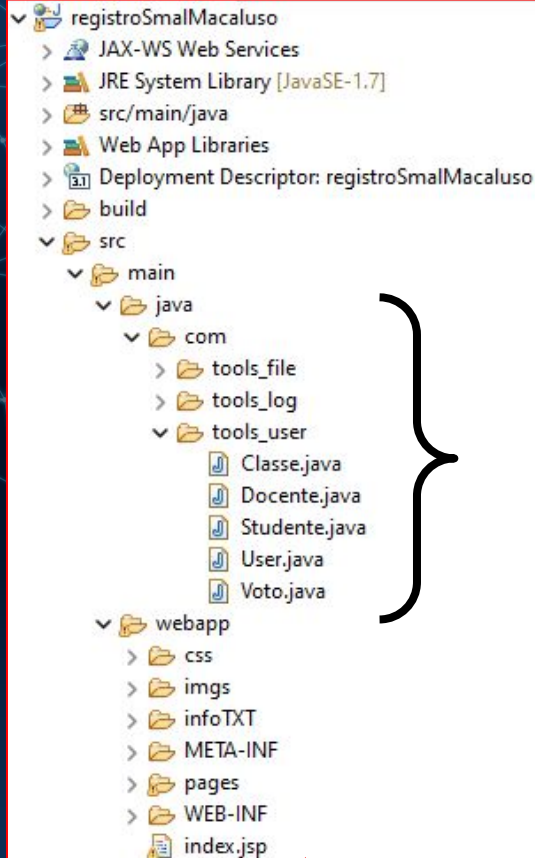 registroSmalMacaluso
JAX-WS Web Services
JRE System Library [JavaSE-1.7]
src/main/java
Web App Libraries
3.1 Deployment Descriptor: registroSmalMacaluso
build
src
main
java
com
tools_file
tools_log
tools_user
Classe.java
Docente.java
Studente.java
User.java
Voto.java
webapp
css
imgs
infoTXT
META-INF
pages
WEB-INF
index.jsp